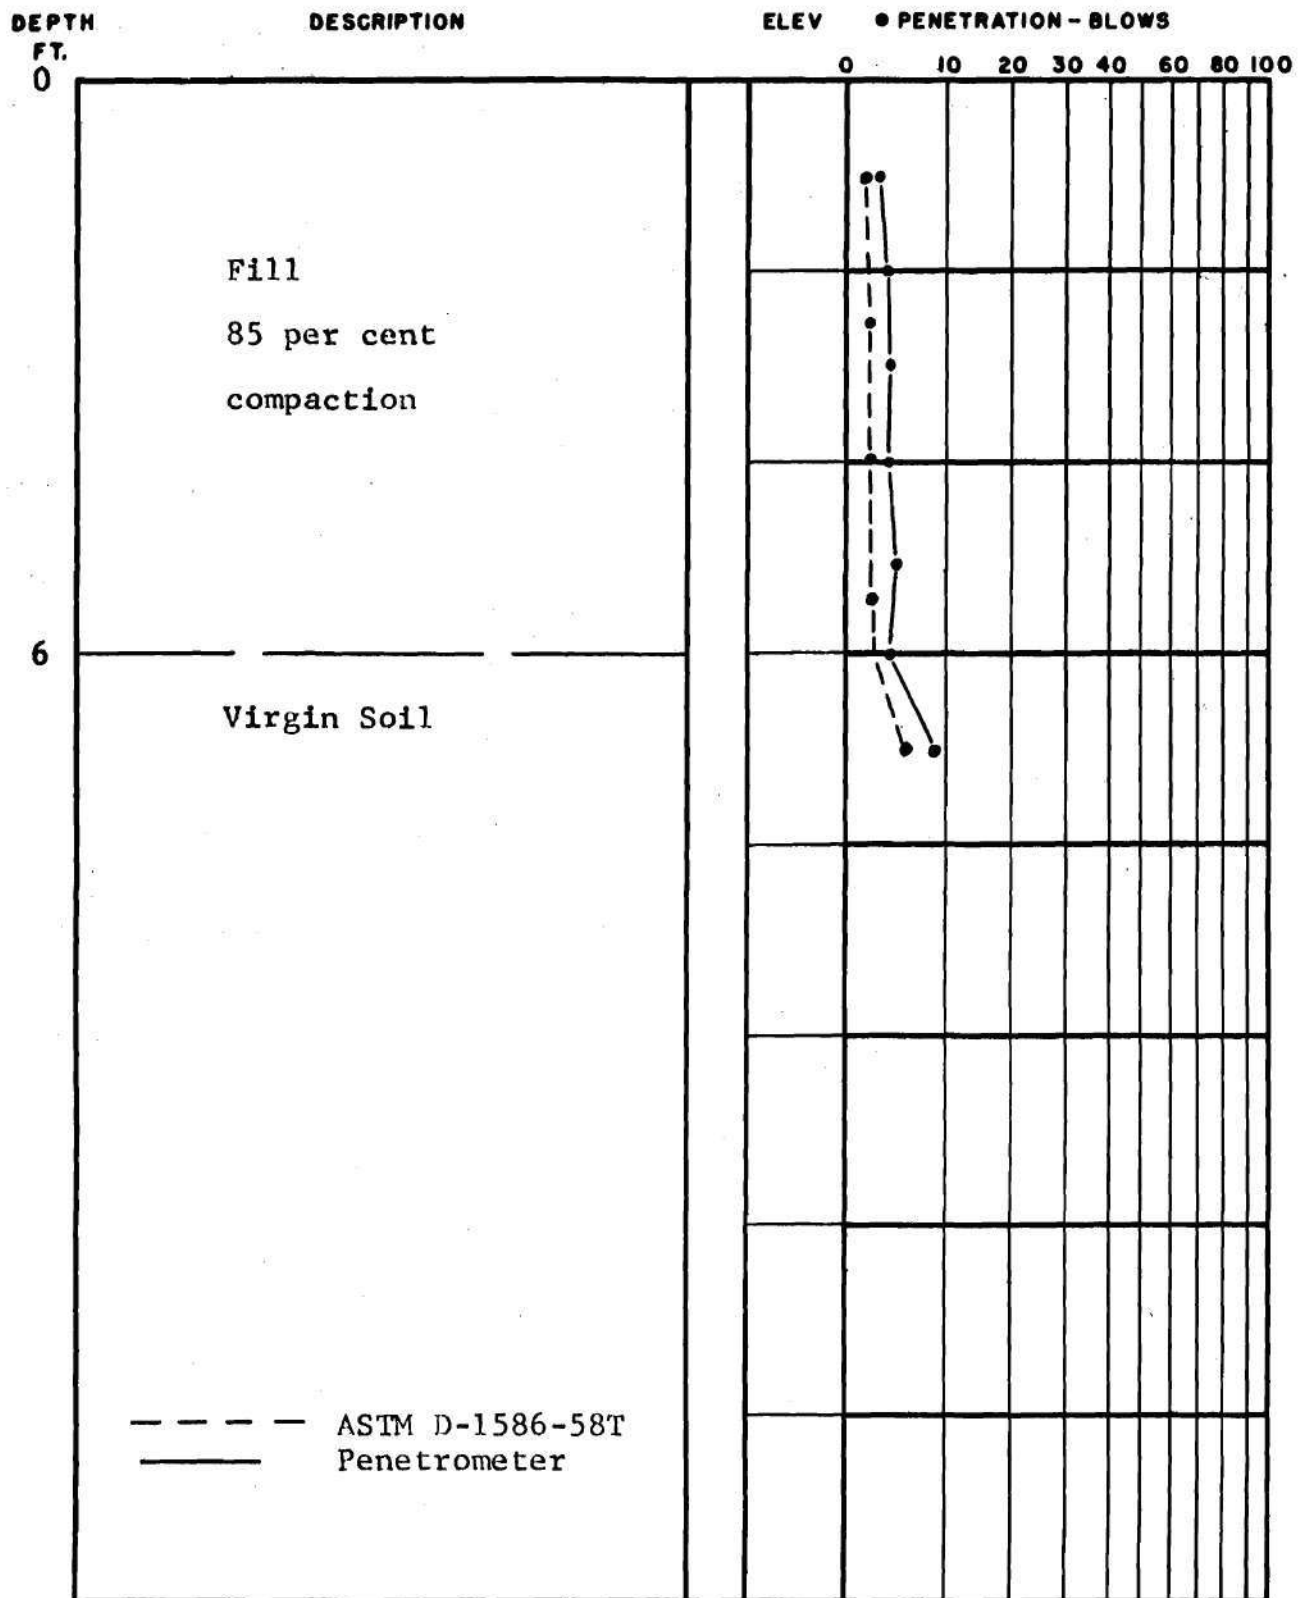 DEPTH DESCRIPTION ELEV ● PENETRATION - BLOWS
FT.
0 0 10 20 30 40 60 80 100
Fill
85 per cent
compaction
6
Virgin Soil
ASTM D-1586-58T
Penetrometer